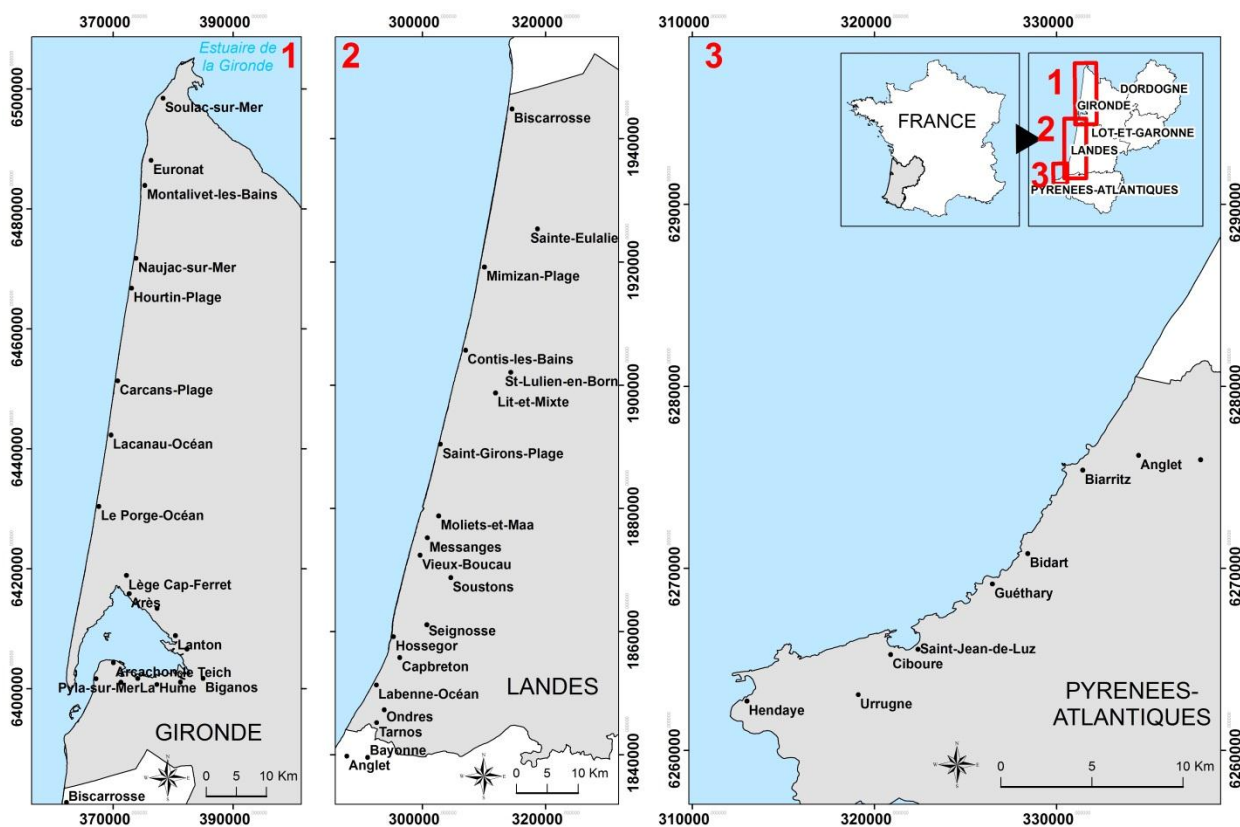 370000 390000
300000 320000
310000 320000 330000
Estuaire de
la Gironde
1
Soulac-sur-Mer
Euronat
Montalivet-les-Bains
Naujac-sur-Mer
Hourtin-Plage
Carcans-Plage
Lacanau-Océan
Le Porge-Océan
Lège Cap-Ferret
Arès
Lanton
Arcachon
le Teich
Pyla-sur-Mer
La Hume
Biganos
GIRONDE
Biscarrosse
0 5 10 Km
6500000
6480000
6460000
6440000
6420000
6400000
370000 390000
2
Biscarrosse
Sainte-Eulalie
Mimizan-Plage
Contis-les-Bains
St-Lulien-en-Born
Lit-et-Mixte
Saint-Girons-Plage
Moliets-et-Maa
Messanges
Vieux-Boucau
Soustons
Seignosse
Hossegor
Capbreton
Labenne-Océan
LANDES
Ondres
Tarnos
Bayonne
Anglet
0 5 10 Km
1940000
1920000
1900000
1880000
1860000
1840000
300000 320000
3
FRANCE
1
DORDOGNE
GIRONDE
2
LOT-ET-GARONNE
LANDES
3
PYRENEES-ATLANTIQUES
Anglet
Biarritz
Bidart
Guéthary
Saint-Jean-de-Luz
Ciboure
Urrugne
Hendaye
PYRENEES-
ATLANTIQUES
N
W E
S
0 5 10 Km
6290000
6280000
6270000
6260000
6290000
6280000
6270000
6260000
310000 320000 330000